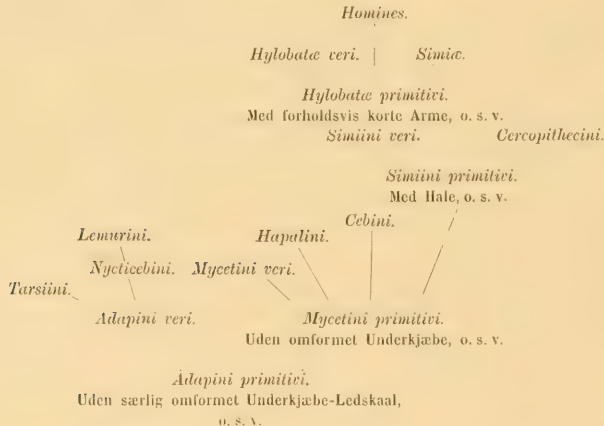 Homines.
Hylobatæ veri. Simiæ.
Hylobatæ primitivi.
Med forholdsvis korte Arme, o. s. v.
Simiini veri. Cercopithecini.
Simiini primitivi.
Med Hale, o. s. v.
Cebini.
Lemurini. Hapalini.
Nycticebini. Mycetini veri.
Tarsiini.
Adapini veri. Mycetini primitivi.
Uden omformet Underkjæbe, o. s. v.
Adapini primitivi.
Uden særlig omformet Underkjæbe-Ledskaal,
o. s. v.